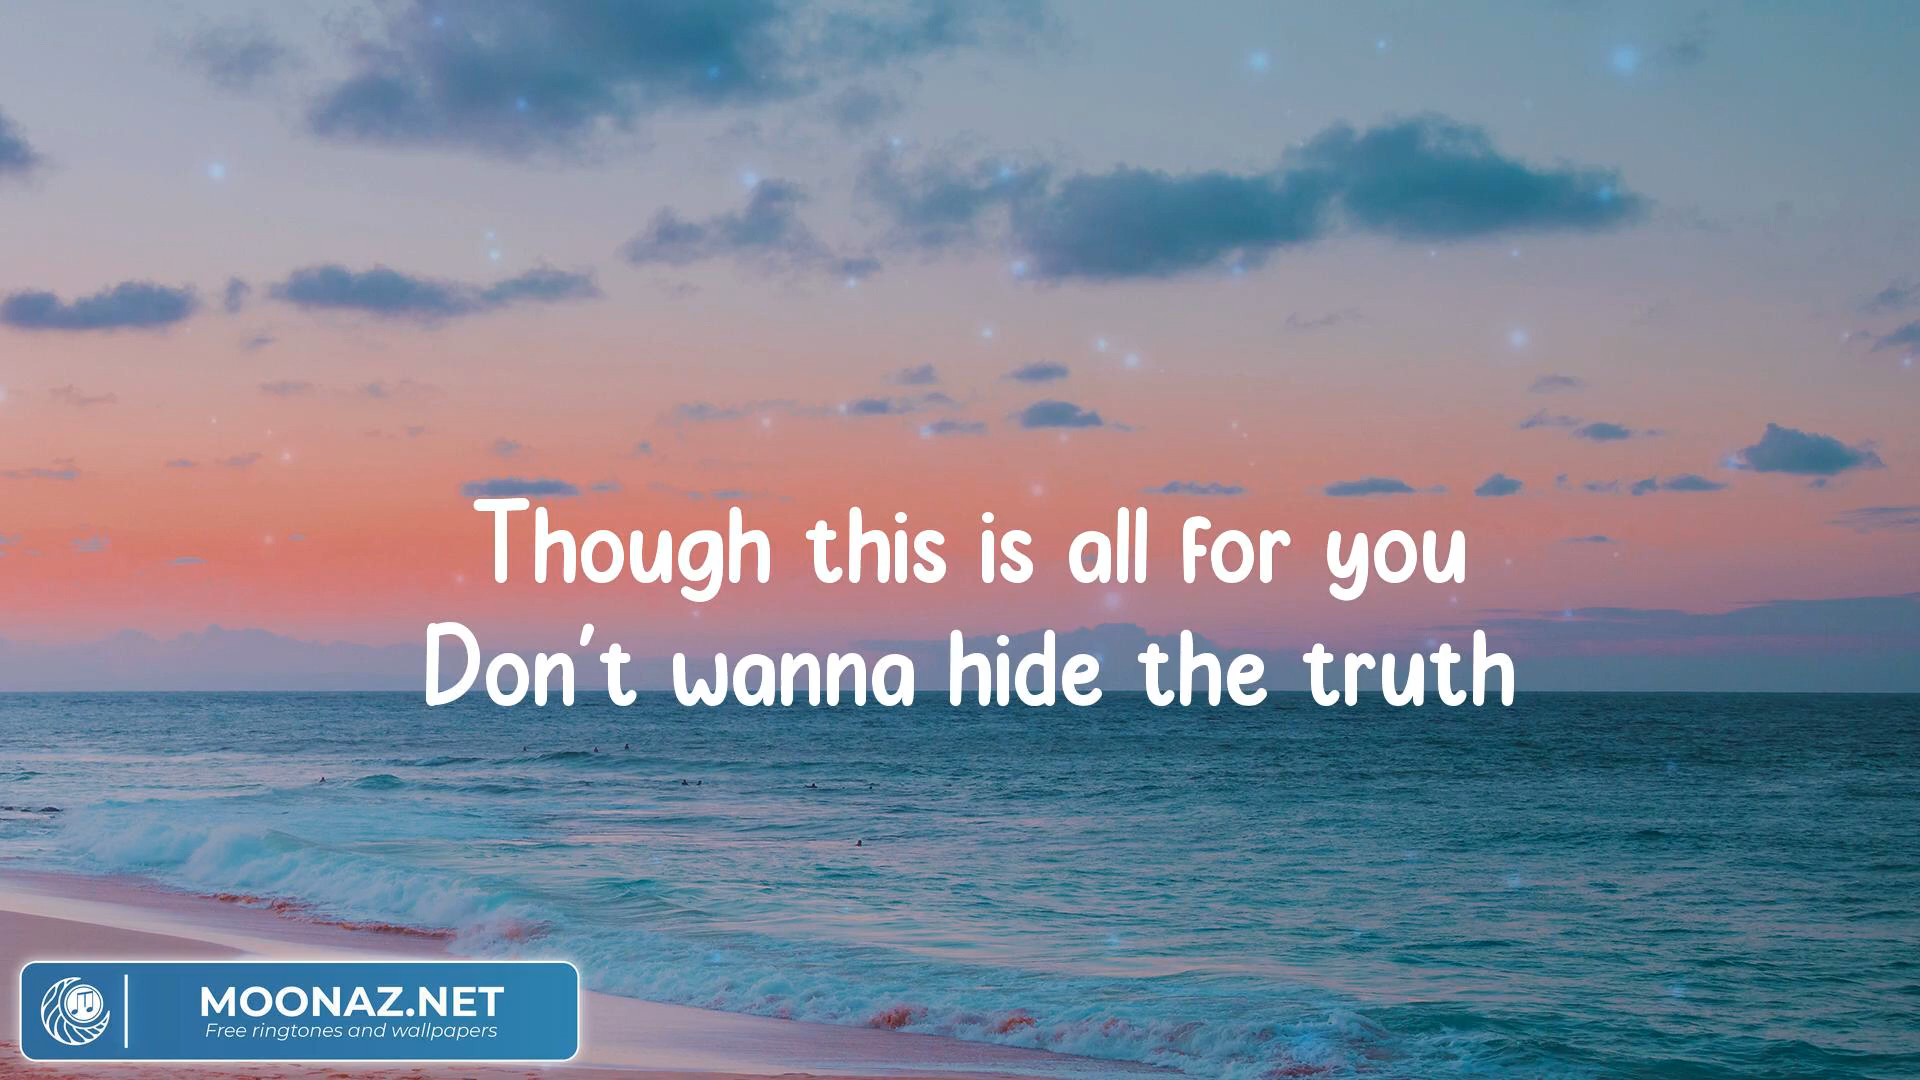 Though this is all for you
Don't wanna hide the truth
MOONAZ.NET
Free ringtones and wallpapers